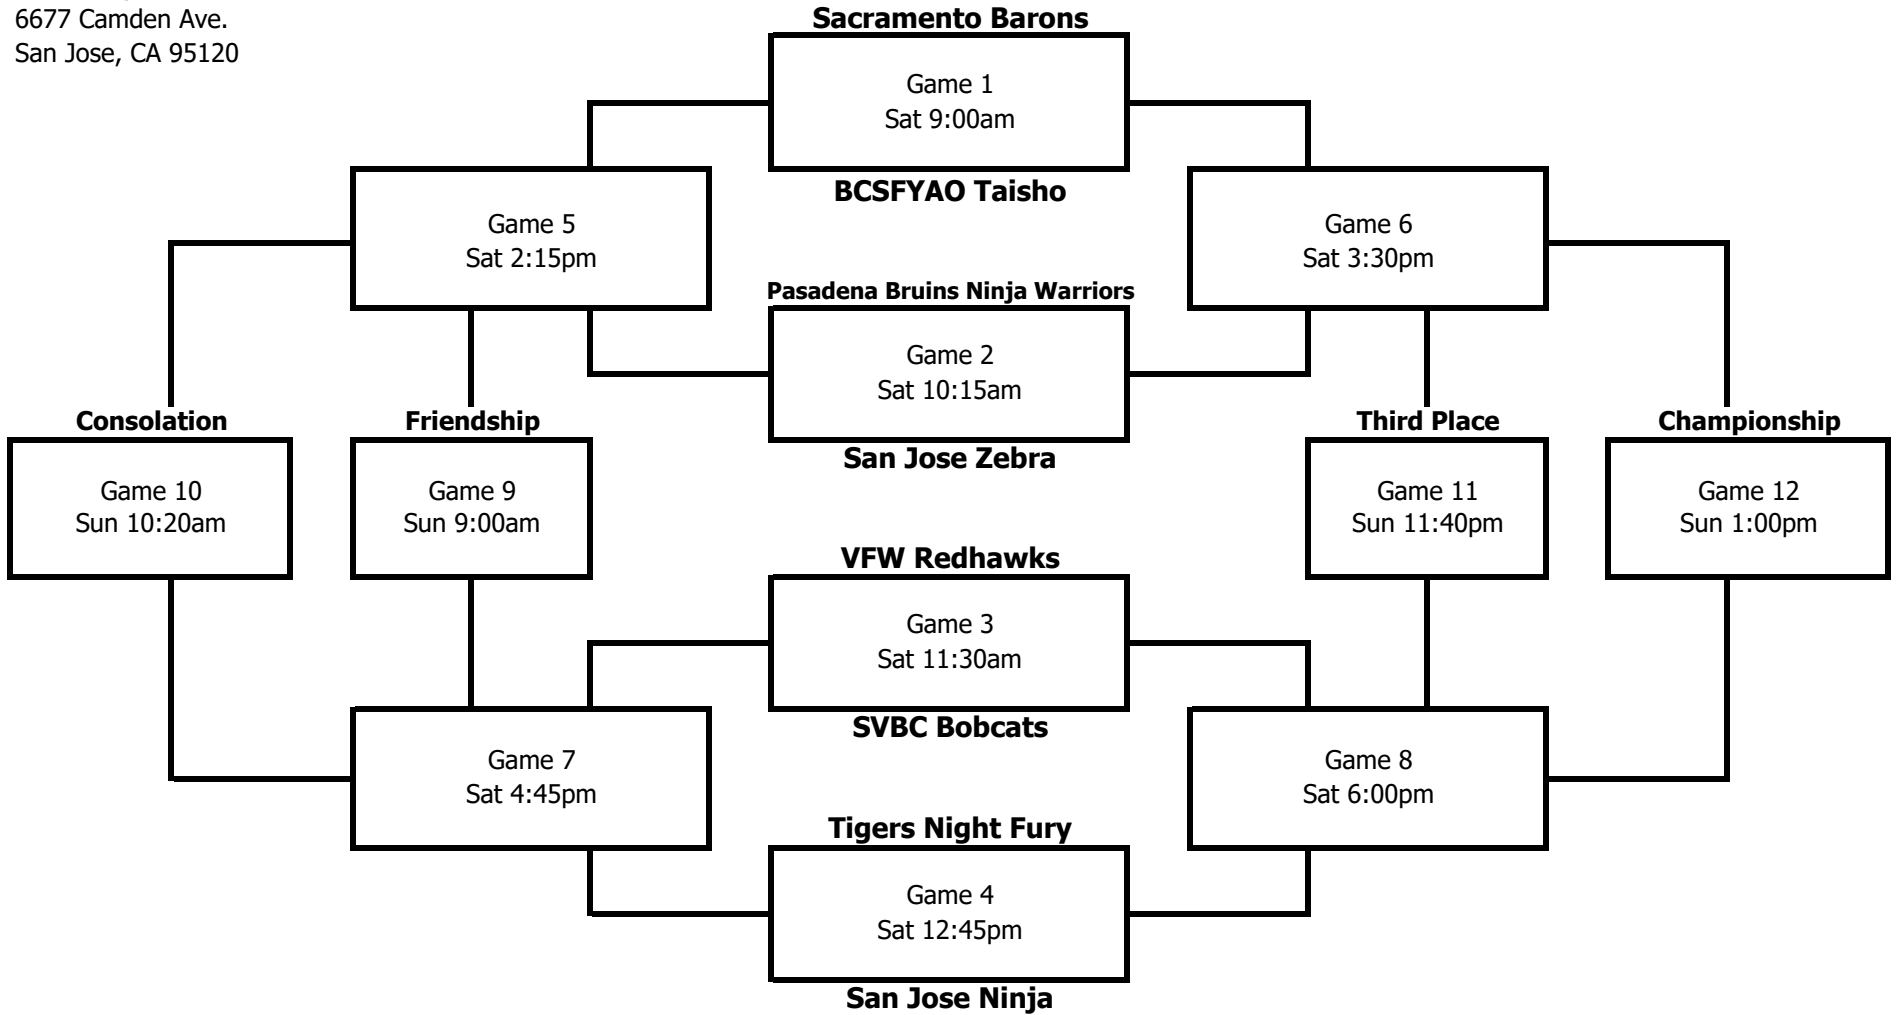 6677 Camden Ave.
San Jose, CA 95120
Sacramento Barons
Game 1
Sat 9:00am
BCSFYAO Taisho
Game 5
Sat 2:15pm
Game 6
Sat 3:30pm
Pasadena Bruins Ninja Warriors
Game 2
Sat 10:15am
San Jose Zebra
Consolation
Game 10
Sun 10:20am
Friendship
Game 9
Sun 9:00am
Third Place
Game 11
Sun 11:40pm
Championship
Game 12
Sun 1:00pm
VFW Redhawks
Game 3
Sat 11:30am
SVBC Bobcats
Game 7
Sat 4:45pm
Game 8
Sat 6:00pm
Tigers Night Fury
Game 4
Sat 12:45pm
San Jose Ninja